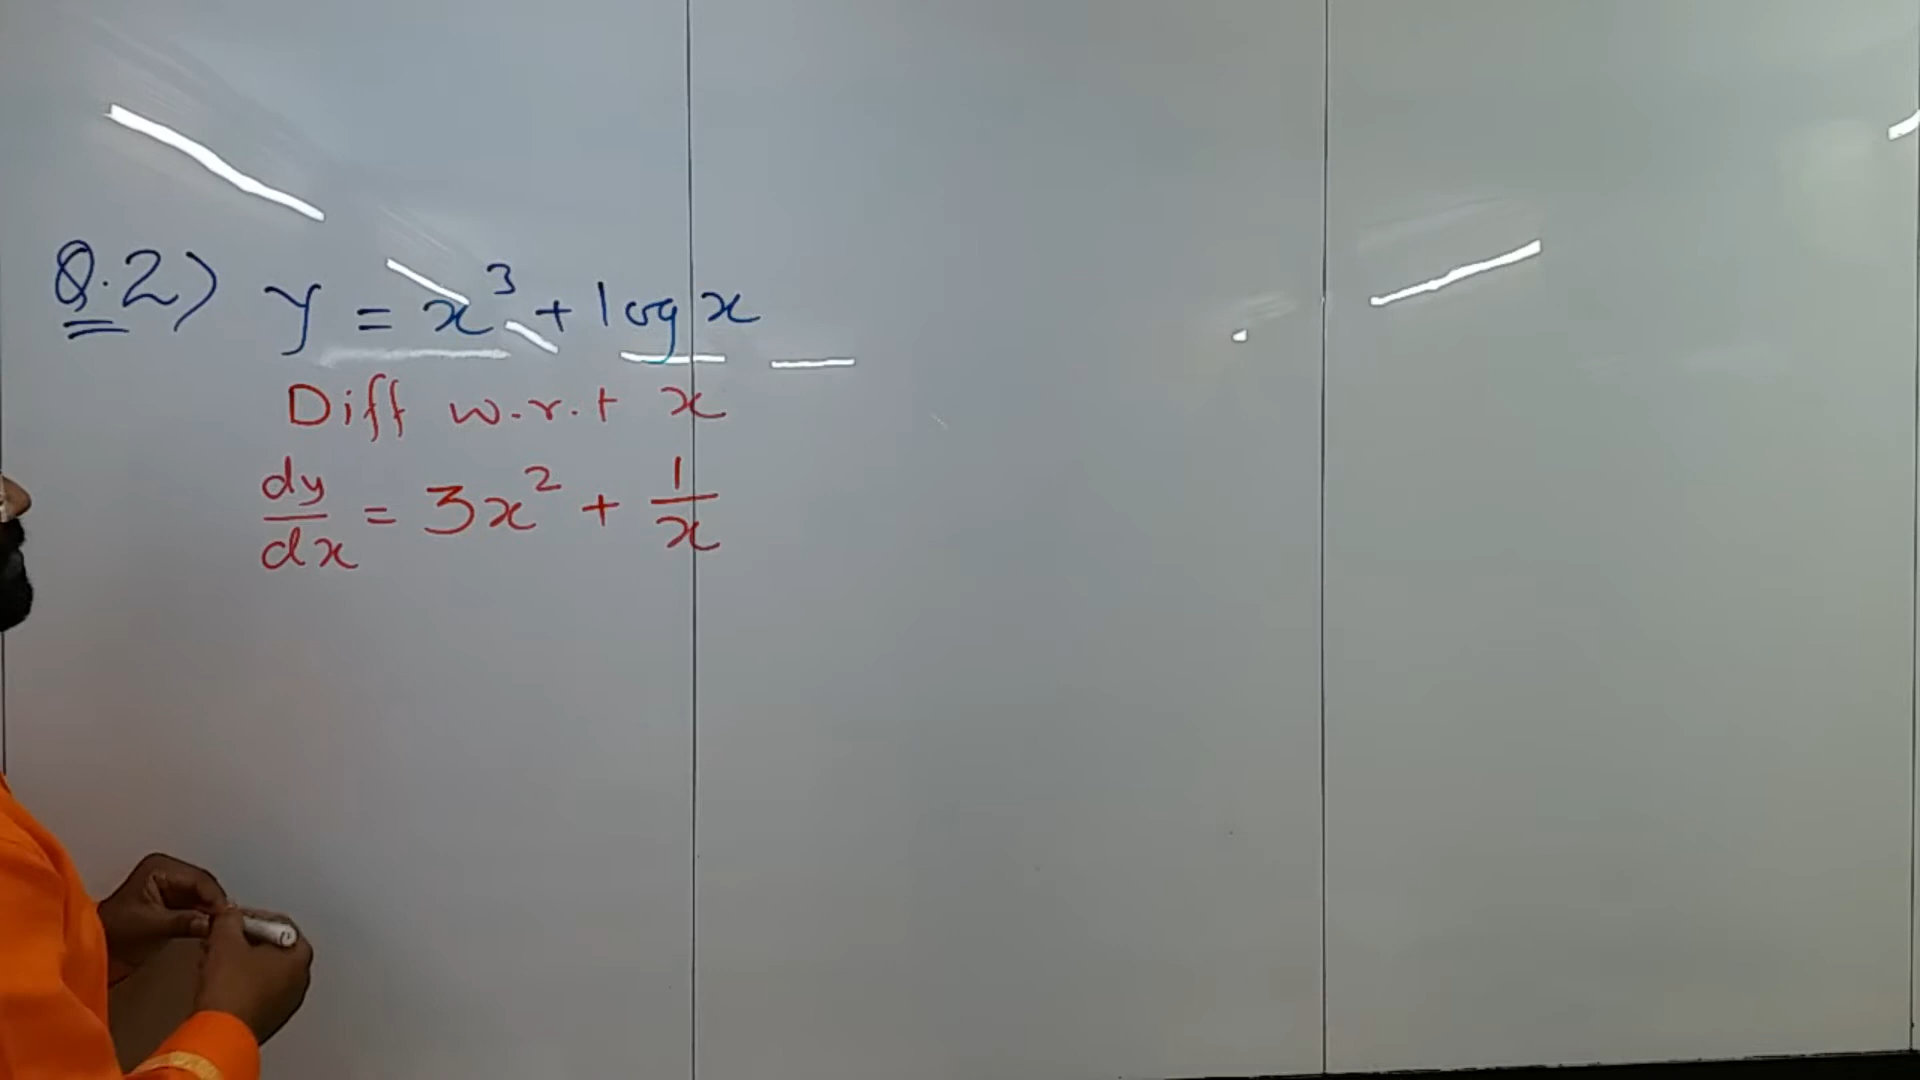 Q.2) y = x³ + log x
Diff w.r.t x
dy/dx = 3x² + 1/x